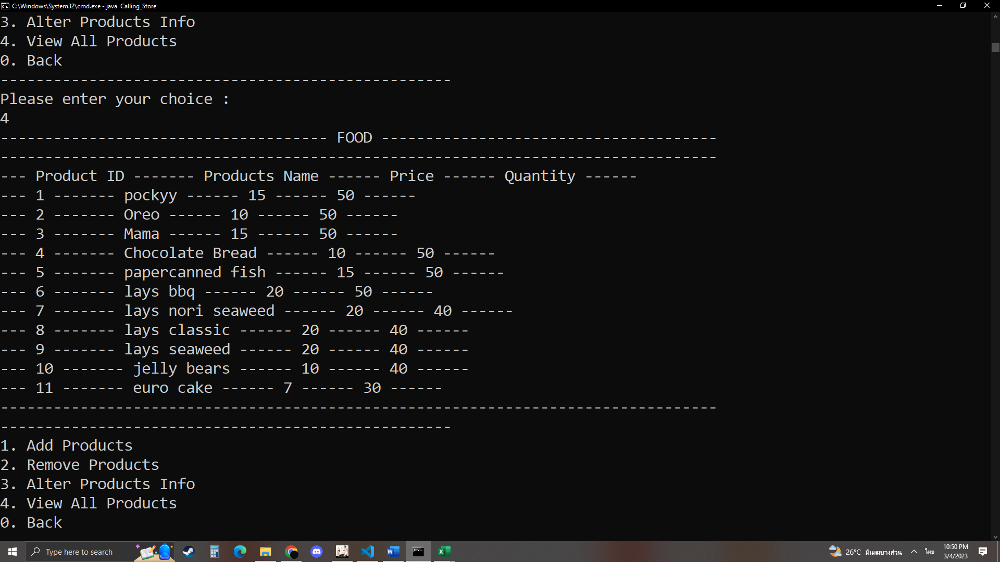 C:\Windows\System32\cmd.exe - java  Calling_Store
3. Alter Products Info
4. View All Products
0. Back
---------------------------------------------------
Please enter your choice :
4
------------------------------------- FOOD --------------------------------------
---------------------------------------------------------------------------------
--- Product ID ------- Products Name ------ Price ------ Quantity ------
--- 1 ------- pockyy ------ 15 ------ 50 ------
--- 2 ------- Oreo ------ 10 ------ 50 ------
--- 3 ------- Mama ------ 15 ------ 50 ------
--- 4 ------- Chocolate Bread ------ 10 ------ 50 ------
--- 5 ------- papercanned fish ------ 15 ------ 50 ------
--- 6 ------- lays bbq ------ 20 ------ 50 ------
--- 7 ------- lays nori seaweed ------ 20 ------ 40 ------
--- 8 ------- lays classic ------ 20 ------ 40 ------
--- 9 ------- lays seaweed ------ 20 ------ 40 ------
--- 10 ------- jelly bears ------ 10 ------ 40 ------
--- 11 ------- euro cake ------ 7 ------ 30 ------
---------------------------------------------------------------------------------
---------------------------------------------------
1. Add Products
2. Remove Products
3. Alter Products Info
4. View All Products
0. Back
Type here to search
26°C มีเมฆบางส่วน
ไทย
10:50 PM
3/4/2023